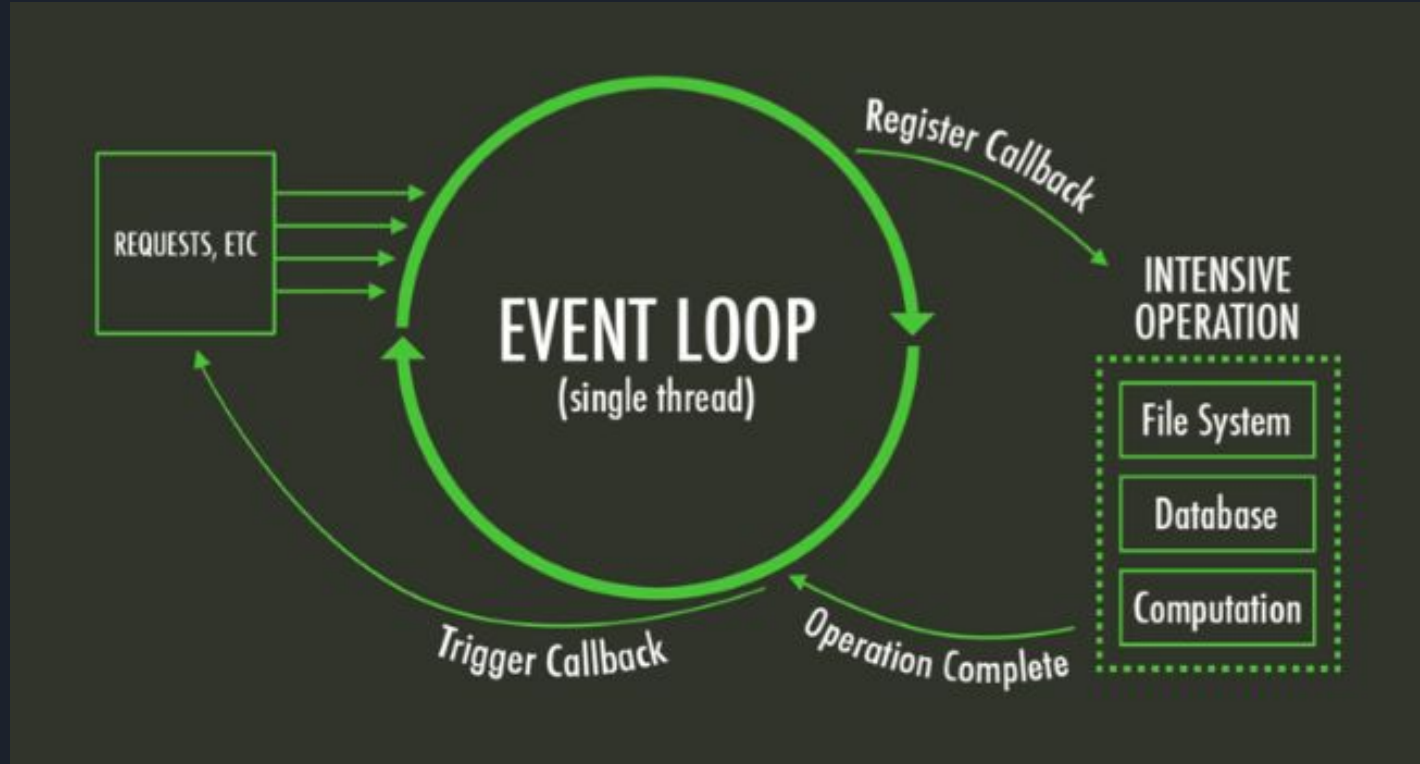 REQUESTS, ETC
EVENT LOOP
(single thread)
Register Callback
INTENSIVE
OPERATION
File System
Database
Computation
Operation Complete
Trigger Callback